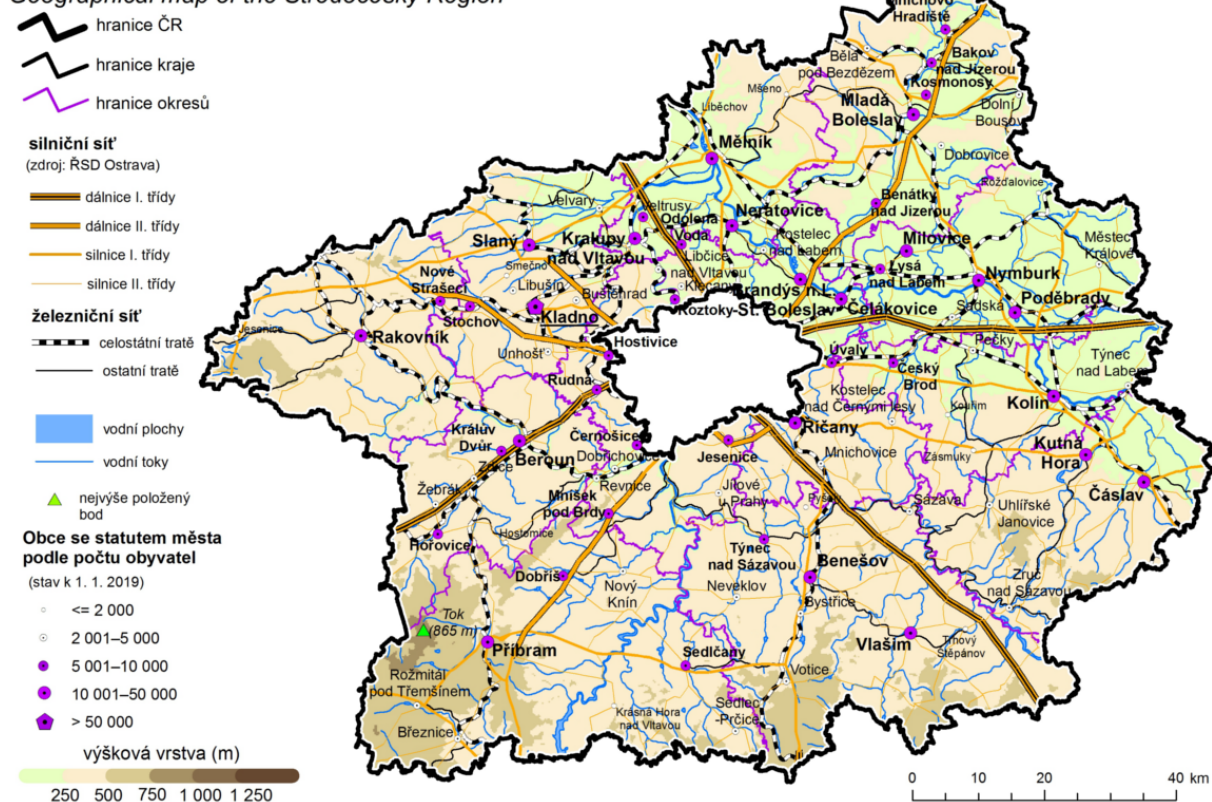 Geographical map of the Středočeský Region
hranice ČR
hranice kraje
hranice okresů
silniční síť
(zdroj: ŘSD Ostrava)
dálnice I. třídy
dálnice II. třídy
silnice I. třídy
silnice II. třídy
železniční síť
celostátní tratě
ostatní tratě
vodní plochy
vodní toky
nejvýše položený
bod
Obce se statutem města
podle počtu obyvatel
(stav k 1. 1. 2019)
<= 2 000
2 001–5 000
5 001–10 000
10 001–50 000
> 50 000
výšková vrstva (m)
250 500 750 1 000 1 250
Hradiště
Bakov
nad Jizerou
Kosmonosy
Běla
pod Bezdězem
Mšeno
Liběchov
Mladá
Boleslav
Dolní
Bousov
Mělník
Dobrovice
Rožďalovice
Velvary
Veltrusy
Odolena
Voda
Neratovice
Benátky
nad Jizerou
Kostelec
nad Labem
Slaný
Kralupy
nad Vltavou
Libčice
nad Vltavou
Klecany
Milovice
Lysá
nad Labem
Městec
Králové
Smečno
Libušín
Buštěhrad
Nové
Strašecí
Stochov
Kladno
Roztoky
Brandýs n.L.-
St. Boleslav
Čelákovice
Nymburk
Sadská
Poděbrady
Jesenice
Rakovník
Unhošť
Hostivice
Rudná
Úvaly
Český
Brod
Pečky
Týnec
nad Labem
Kostelec
nad Černými lesy
Kouřim
Kolín
Králův
Dvůr
Beroun
Zdice
Žebrák
Černošice
Dobřichovice
Řevnice
Jesenice
Říčany
Mnichovice
Zásmuky
Kutná
Hora
Čáslav
Mníšek
pod Brdy
Jílové
u Prahy
Pyšely
Sázava
Uhlířské
Janovice
Hořovice
Hostomice
Týnec
nad Sázavou
Benešov
Dobříš
Nový
Knín
Neveklov
Bystřice
Zruč
nad Sázavou
Tok
(865 m)
Příbram
Sedlčany
Vlašim
Trhový
Štěpánov
Votice
Rožmitál
pod Třemšínem
Březnice
Krásná Hora
nad Vltavou
Sedlec
-Prčice
0 10 20 40 km